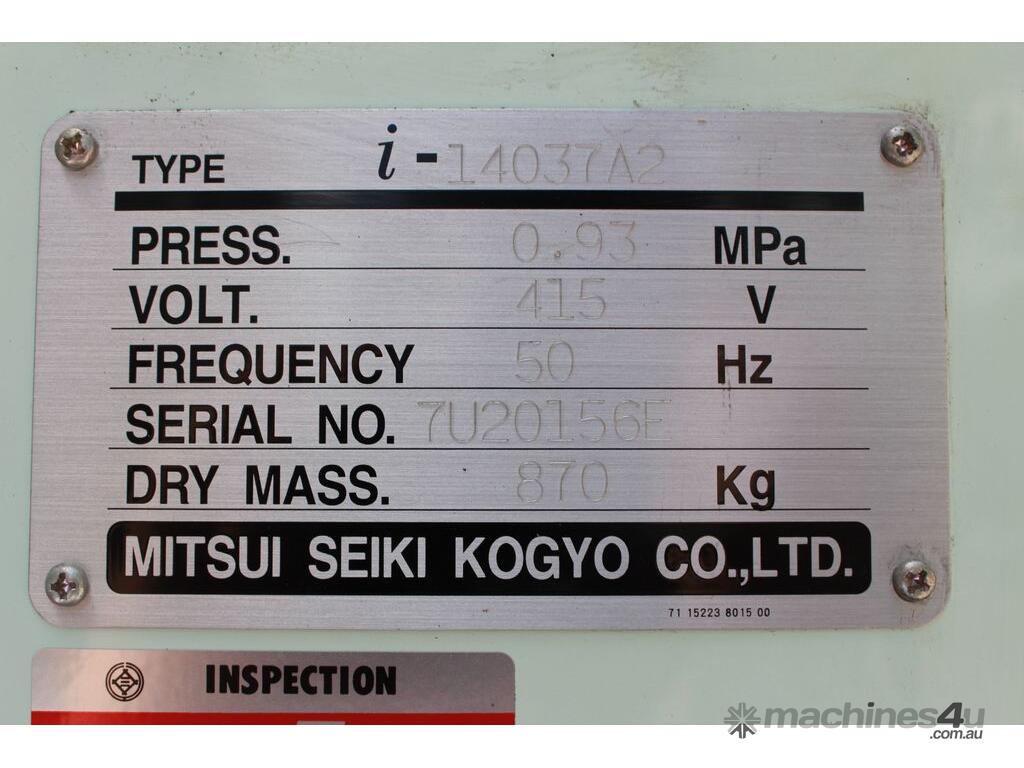 TYPE i-14037A2
PRESS. 0.93 MPa
VOLT. 415 V
FREQUENCY 50 Hz
SERIAL NO. 7U20156E
DRY MASS. 870 Kg
MITSUI SEIKI KOGYO CO.,LTD.
71 15223 8015 00
INSPECTION
machines4u
.com.au